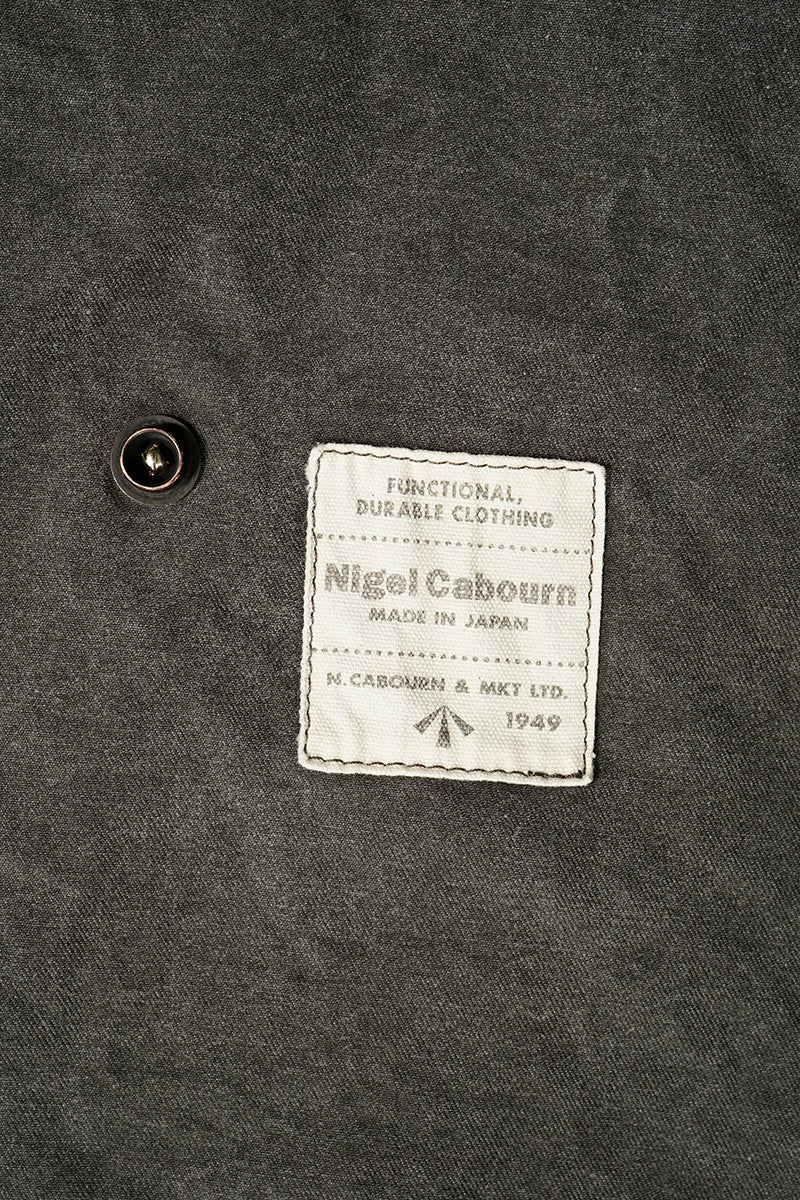 FUNCTIONAL,
DURABLE CLOTHING
Nigel Cabourn
MADE IN JAPAN
N. CABOURN & MKT LTD.
1949